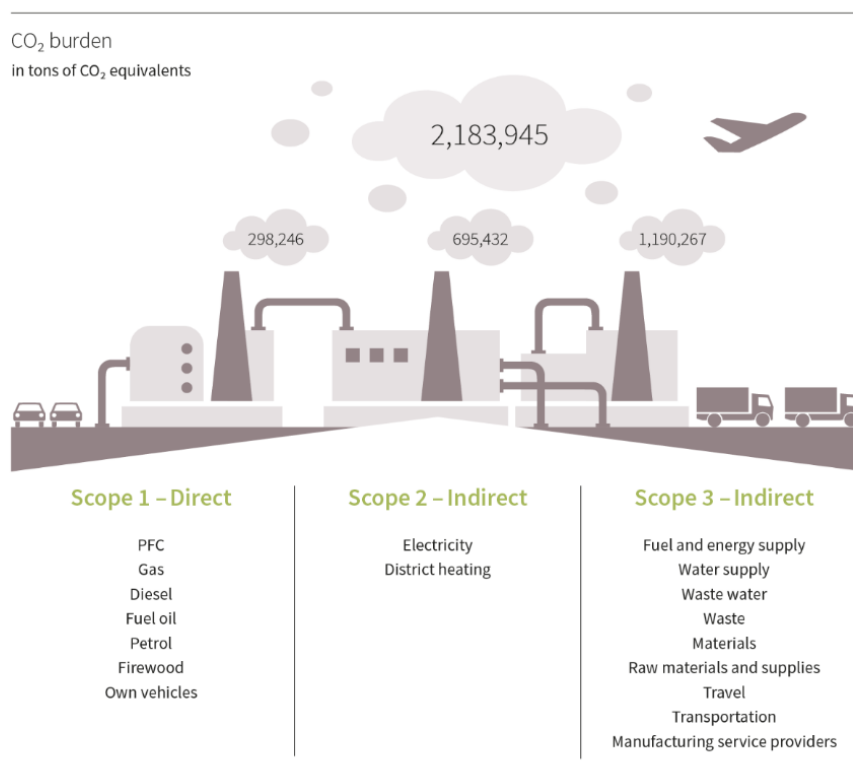 CO₂ burden
in tons of CO₂ equivalents
2,183,945
298,246
695,432
1,190,267
Scope 1 – Direct
PFC
Gas
Diesel
Fuel oil
Petrol
Firewood
Own vehicles
Scope 2 – Indirect
Electricity
District heating
Scope 3 – Indirect
Fuel and energy supply
Water supply
Waste water
Waste
Materials
Raw materials and supplies
Travel
Transportation
Manufacturing service providers